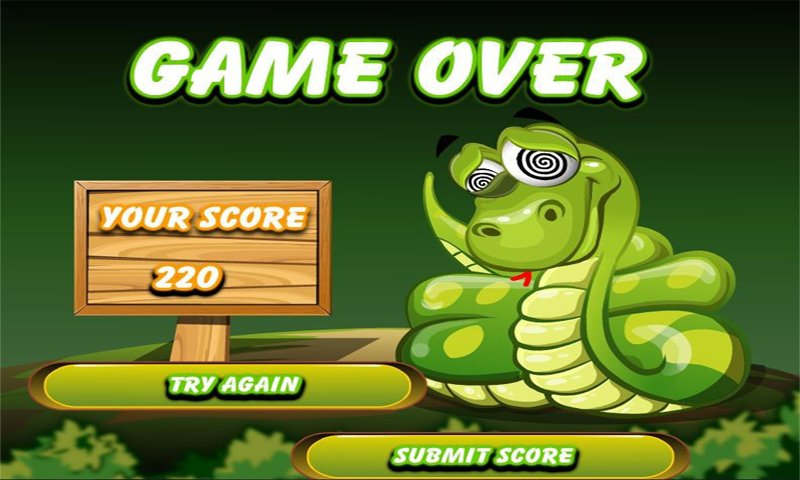 GAME OVER
YOUR SCORE
220
TRY AGAIN
SUBMIT SCORE